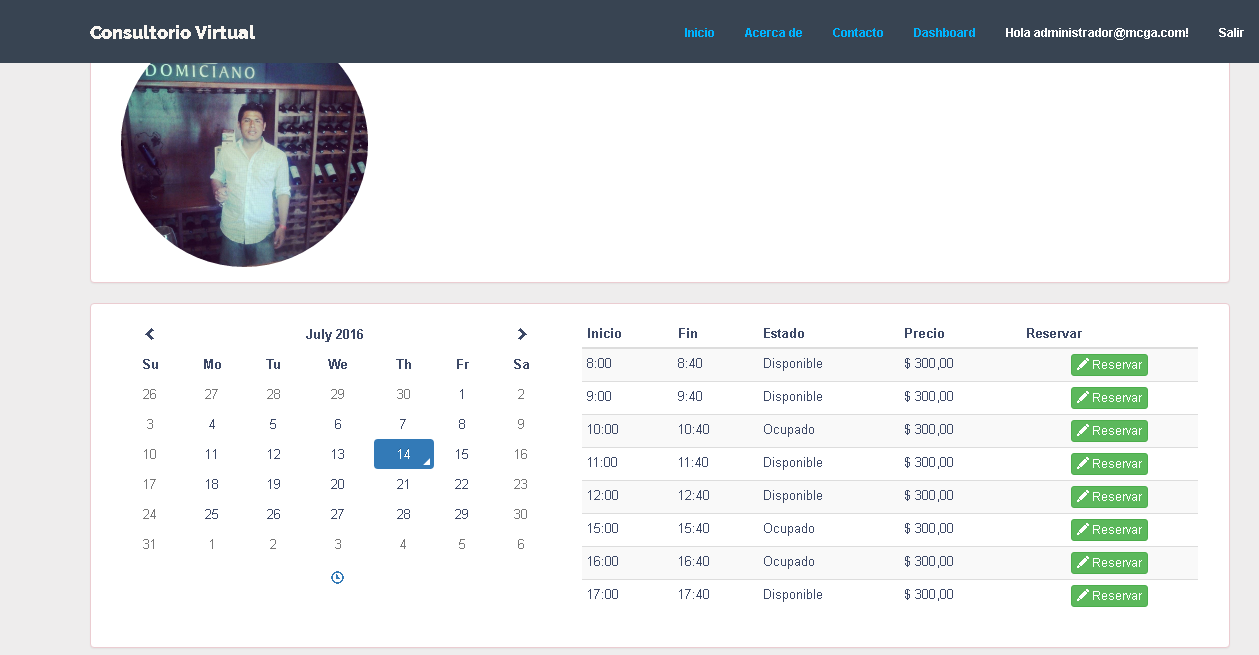 Consultorio Virtual Inicio Acerca de Contacto Dashboard Hola administrador@mcga.com! Salir
DOMICIANO
July 2016
Su Mo Tu We Th Fr Sa
26 27 28 29 30 1 2
3 4 5 6 7 8 9
10 11 12 13 14 15 16
17 18 19 20 21 22 23
24 25 26 27 28 29 30
31 1 2 3 4 5 6
Inicio Fin Estado Precio Reservar
8:00 8:40 Disponible $ 300,00 Reservar
9:00 9:40 Disponible $ 300,00 Reservar
10:00 10:40 Ocupado $ 300,00 Reservar
11:00 11:40 Disponible $ 300,00 Reservar
12:00 12:40 Disponible $ 300,00 Reservar
15:00 15:40 Ocupado $ 300,00 Reservar
16:00 16:40 Ocupado $ 300,00 Reservar
17:00 17:40 Disponible $ 300,00 Reservar